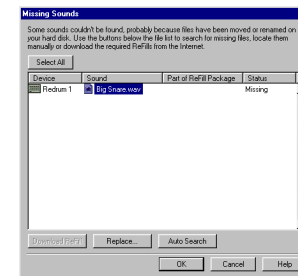 Missing Sounds
Some sounds couldn't be found, probably because files have been moved or renamed on
your hard disk. Use the buttons below the file list to search for missing files, locate them
manually or download the required ReFills from the Internet.
Select All
Device Sound Part of ReFill Package Status
Redrum 1 Big Snare.wav Missing
Download ReFill Replace... Auto Search
OK Cancel Help